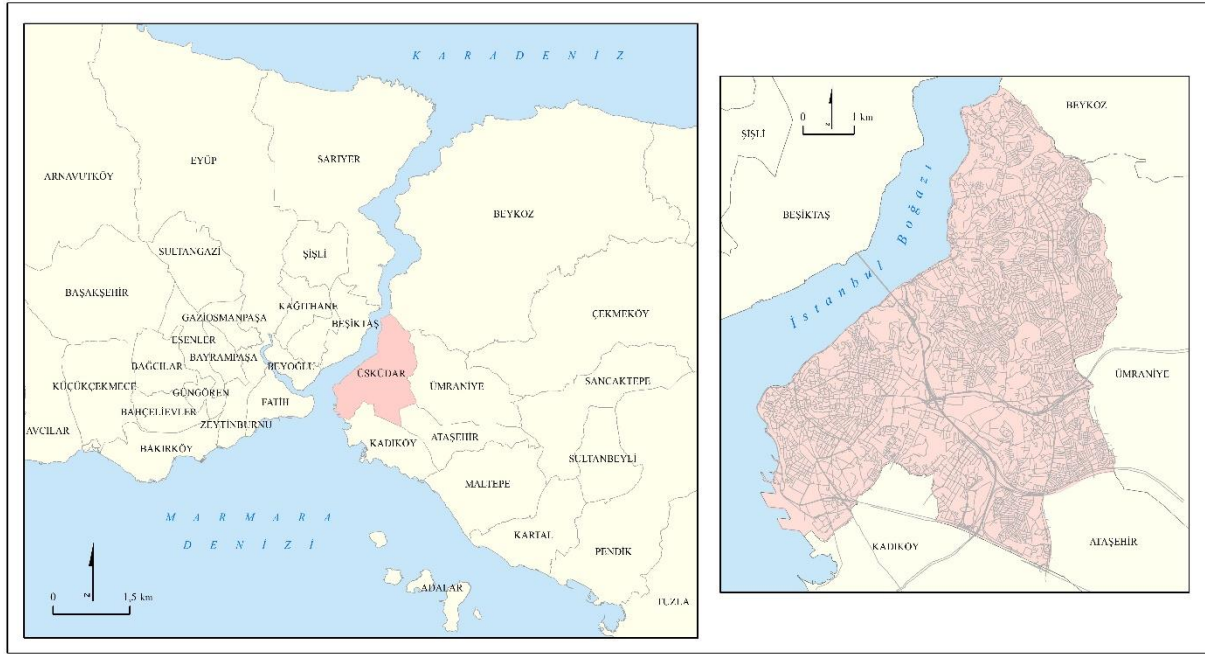 K A R A D E N İ Z
SARIYER
EYÜP
ARNAVUTKÖY
BEYKOZ
SULTANGAZİ
ŞİŞLİ
BAŞAKŞEHİR
KAĞITHANE
GAZİOSMANPAŞA
BEŞİKTAŞ
ÇEKMEKÖY
ESENLER
BAYRAMPAŞA
BAĞCILAR
BEYOĞLU
ÜSKÜDAR
KÜÇÜKÇEKMECE
ÜMRANİYE
SANCAKTEPE
GÜNGÖREN
FATİH
BAHÇELİEVLER
ZEYTİNBURNU
AVCILAR
BAKIRKÖY
KADIKÖY
ATAŞEHİR
SULTANBEYLİ
MALTEPE
M A R M A R A
D E N İ Z İ
KARTAL
PENDİK
ADALAR
TUZLA
z
0 1,5 km
z
0 1 km
BEYKOZ
ŞİŞLİ
BEŞİKTAŞ
İstanbul Boğazı
ÜMRANİYE
KADIKÖY
ATAŞEHİR